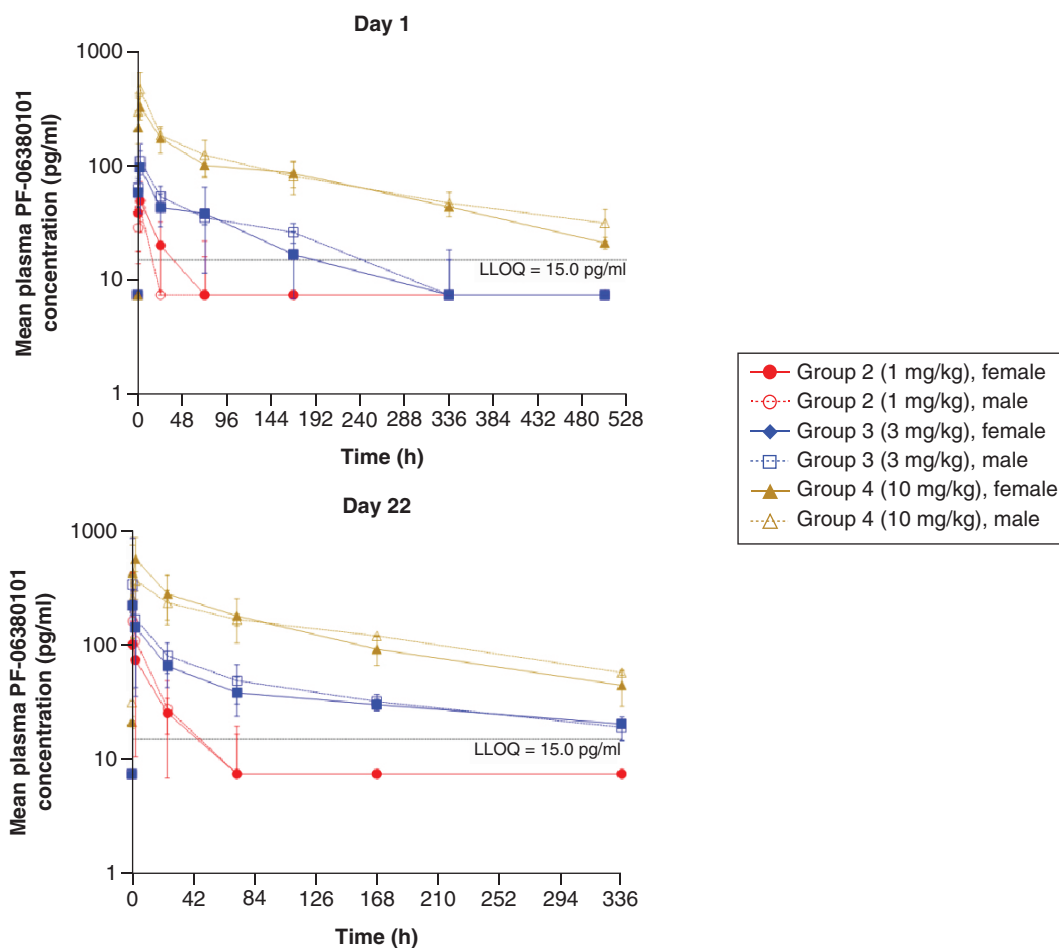 Day 1
Mean plasma PF-06380101
concentration (pg/ml)
1000
100
10
1
LLOQ = 15.0 pg/ml
0 48 96 144 192 240 288 336 384 432 480 528
Time (h)
Group 2 (1 mg/kg), female
Group 2 (1 mg/kg), male
Group 3 (3 mg/kg), female
Group 3 (3 mg/kg), male
Group 4 (10 mg/kg), female
Group 4 (10 mg/kg), male
Day 22
Mean plasma PF-06380101
concentration (pg/ml)
1000
100
10
1
LLOQ = 15.0 pg/ml
0 42 84 126 168 210 252 294 336
Time (h)